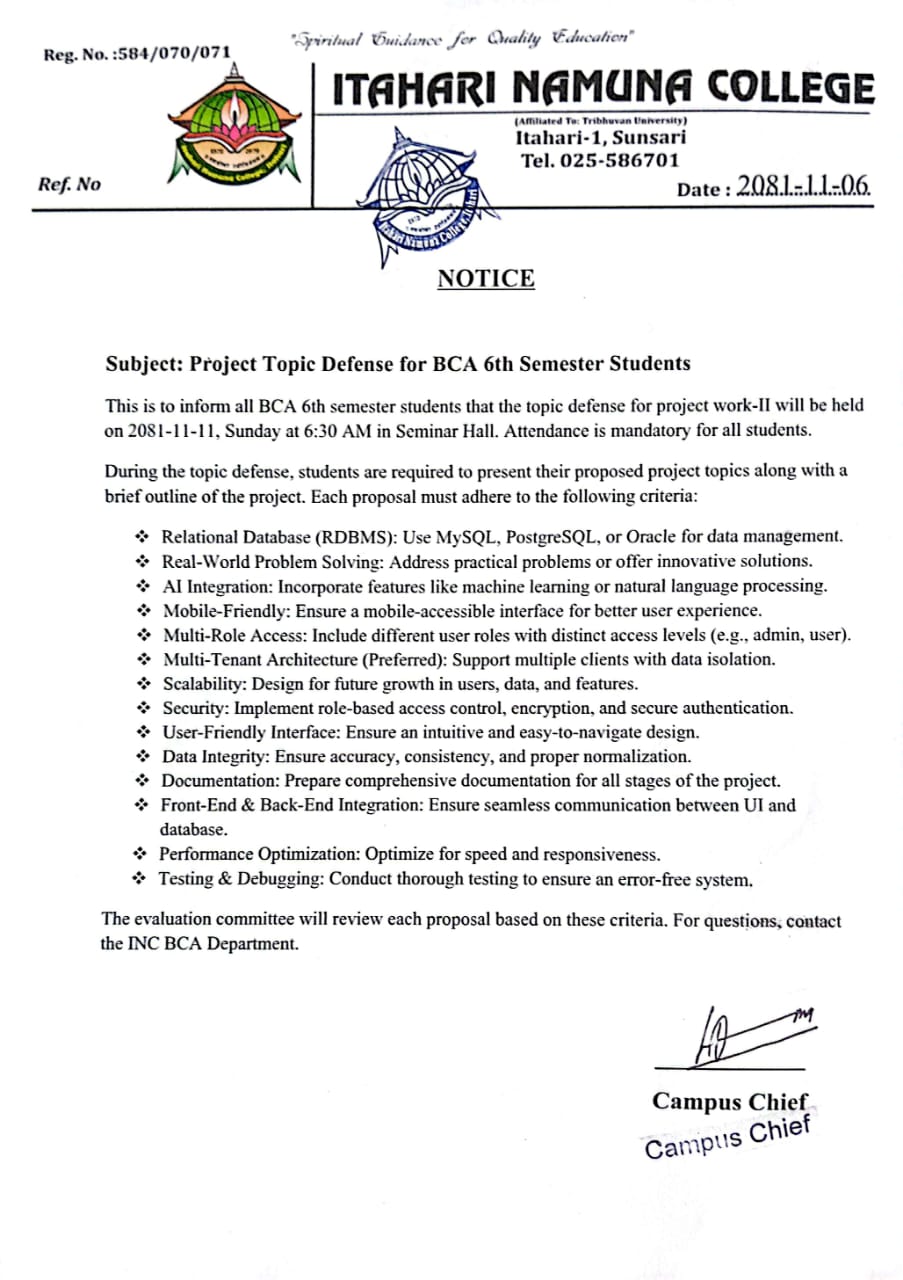 "Spiritual Guidance for Quality Education"
Reg. No. :584/070/071
ITAHARI NAMUNA COLLEGE
(Affiliated To: Tribhuvan University)
Itahari-1, Sunsari
Tel. 025-586701
Ref. No
Date : 2081-11-06
NOTICE
Subject: Project Topic Defense for BCA 6th Semester Students
This is to inform all BCA 6th semester students that the topic defense for project work-II will be held
on 2081-11-11, Sunday at 6:30 AM in Seminar Hall. Attendance is mandatory for all students.
During the topic defense, students are required to present their proposed project topics along with a
brief outline of the project. Each proposal must adhere to the following criteria:
❖ Relational Database (RDBMS): Use MySQL, PostgreSQL, or Oracle for data management.
❖ Real-World Problem Solving: Address practical problems or offer innovative solutions.
❖ AI Integration: Incorporate features like machine learning or natural language processing.
❖ Mobile-Friendly: Ensure a mobile-accessible interface for better user experience.
❖ Multi-Role Access: Include different user roles with distinct access levels (e.g., admin, user).
❖ Multi-Tenant Architecture (Preferred): Support multiple clients with data isolation.
❖ Scalability: Design for future growth in users, data, and features.
❖ Security: Implement role-based access control, encryption, and secure authentication.
❖ User-Friendly Interface: Ensure an intuitive and easy-to-navigate design.
❖ Data Integrity: Ensure accuracy, consistency, and proper normalization.
❖ Documentation: Prepare comprehensive documentation for all stages of the project.
❖ Front-End & Back-End Integration: Ensure seamless communication between UI and
database.
❖ Performance Optimization: Optimize for speed and responsiveness.
❖ Testing & Debugging: Conduct thorough testing to ensure an error-free system.
The evaluation committee will review each proposal based on these criteria. For questions, contact
the INC BCA Department.
Campus Chief
Campus Chief